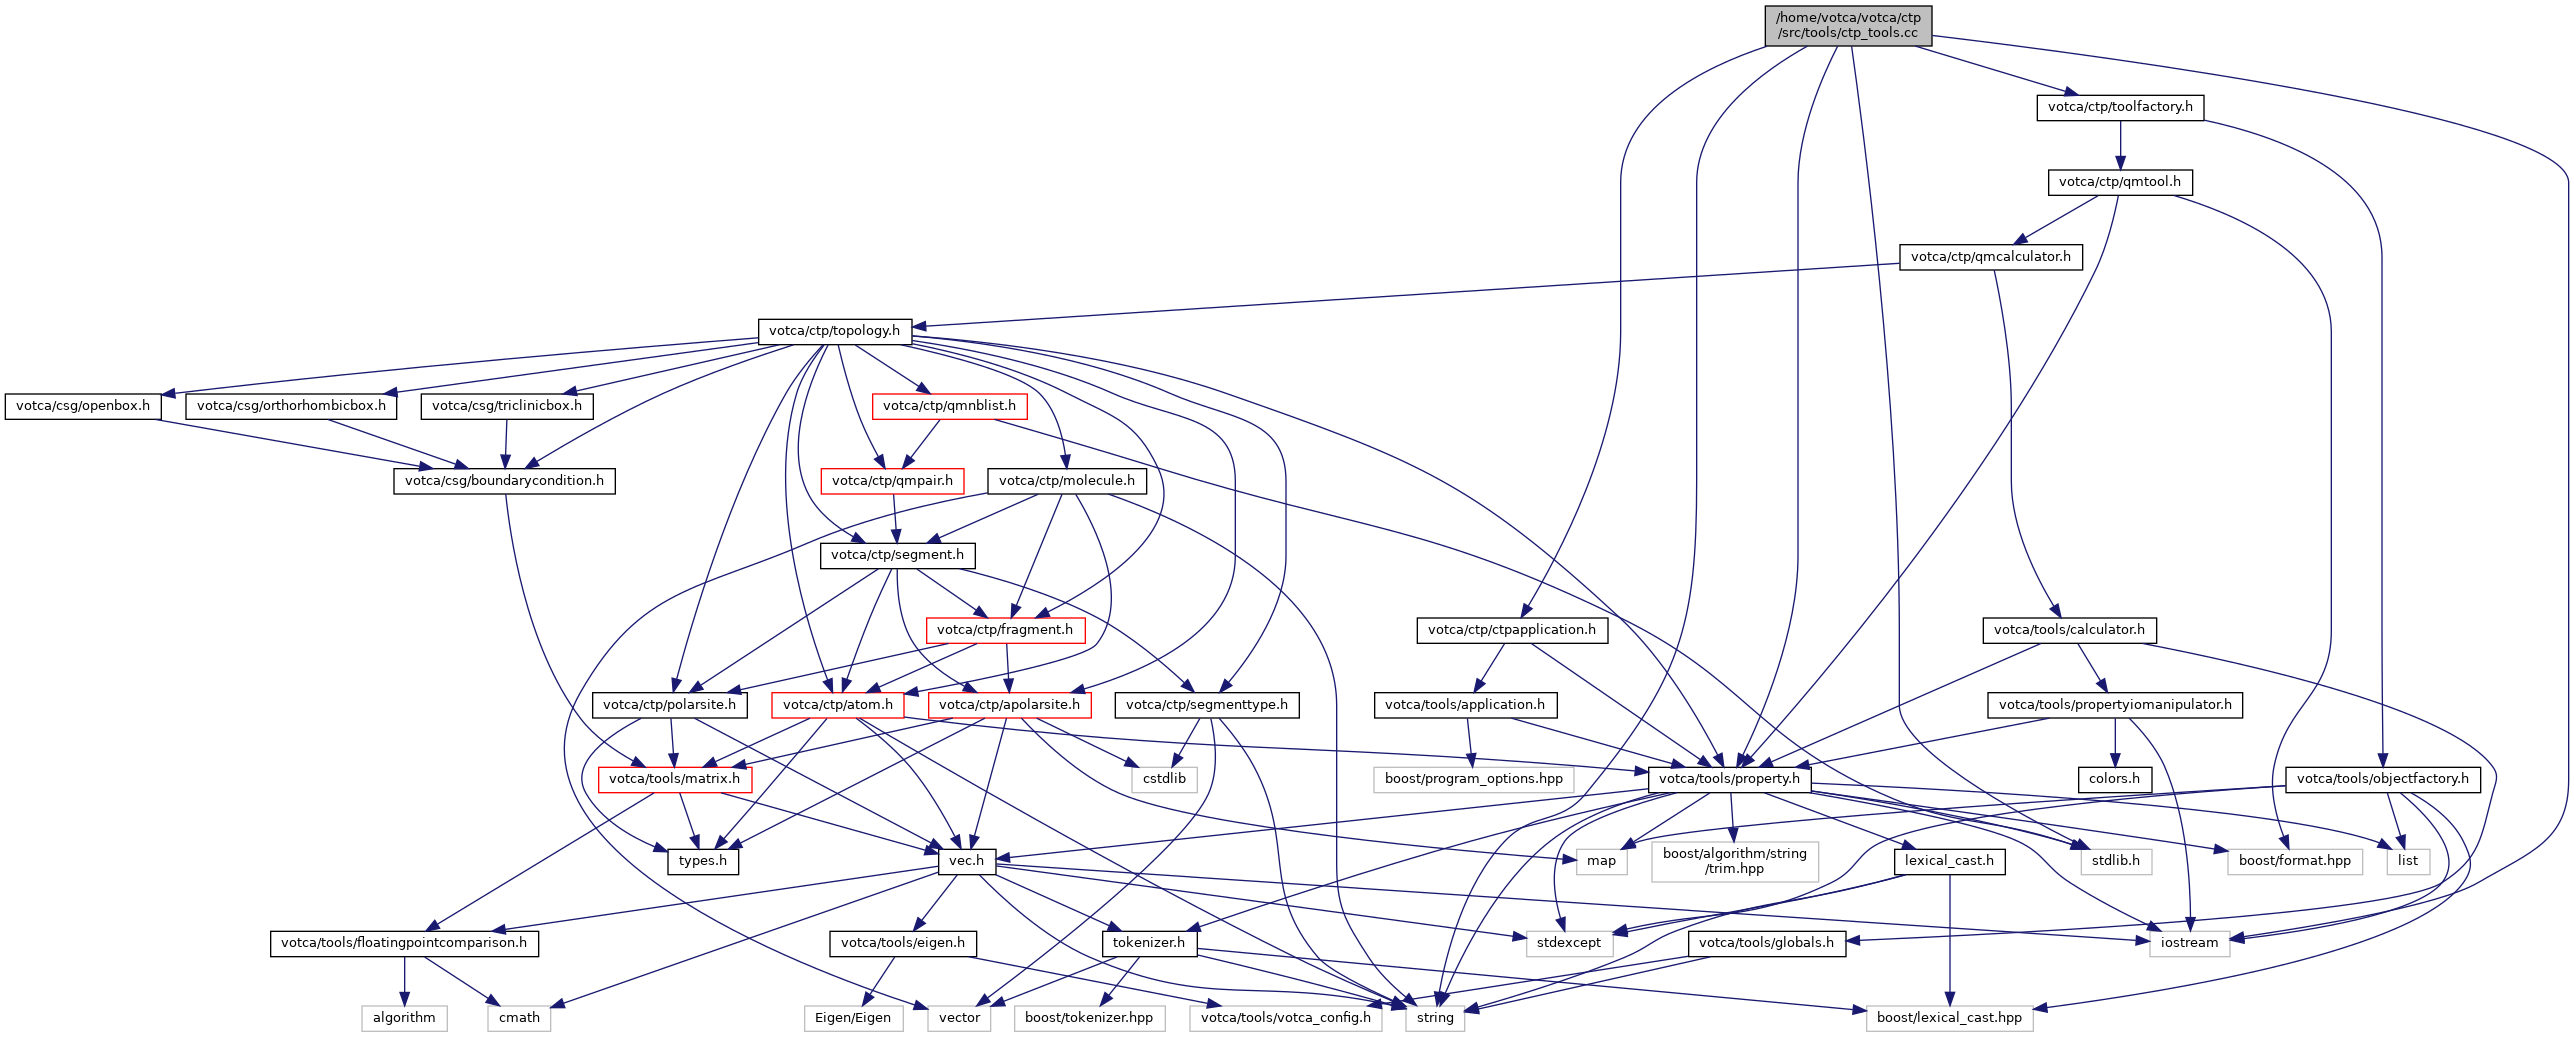 /home/votca/votca/ctp
/src/tools/ctp_tools.cc
votca/ctp/toolfactory.h
votca/ctp/qmtool.h
votca/ctp/qmcalculator.h
votca/ctp/topology.h
votca/csg/openbox.h
votca/csg/orthorhombicbox.h
votca/csg/triclinicbox.h
votca/ctp/qmnblist.h
votca/csg/boundarycondition.h
votca/ctp/qmpair.h
votca/ctp/molecule.h
votca/ctp/segment.h
votca/ctp/fragment.h
votca/ctp/ctpapplication.h
votca/tools/calculator.h
votca/ctp/polarsite.h
votca/ctp/atom.h
votca/ctp/apolarsite.h
votca/ctp/segmenttype.h
votca/tools/application.h
votca/tools/propertyiomanipulator.h
votca/tools/matrix.h
cstdlib
boost/program_options.hpp
votca/tools/property.h
colors.h
votca/tools/objectfactory.h
types.h
vec.h
map
boost/algorithm/string
/trim.hpp
lexical_cast.h
stdlib.h
boost/format.hpp
list
votca/tools/floatingpointcomparison.h
votca/tools/eigen.h
tokenizer.h
stdexcept
votca/tools/globals.h
iostream
algorithm
cmath
Eigen/Eigen
vector
boost/tokenizer.hpp
votca/tools/votca_config.h
string
boost/lexical_cast.hpp